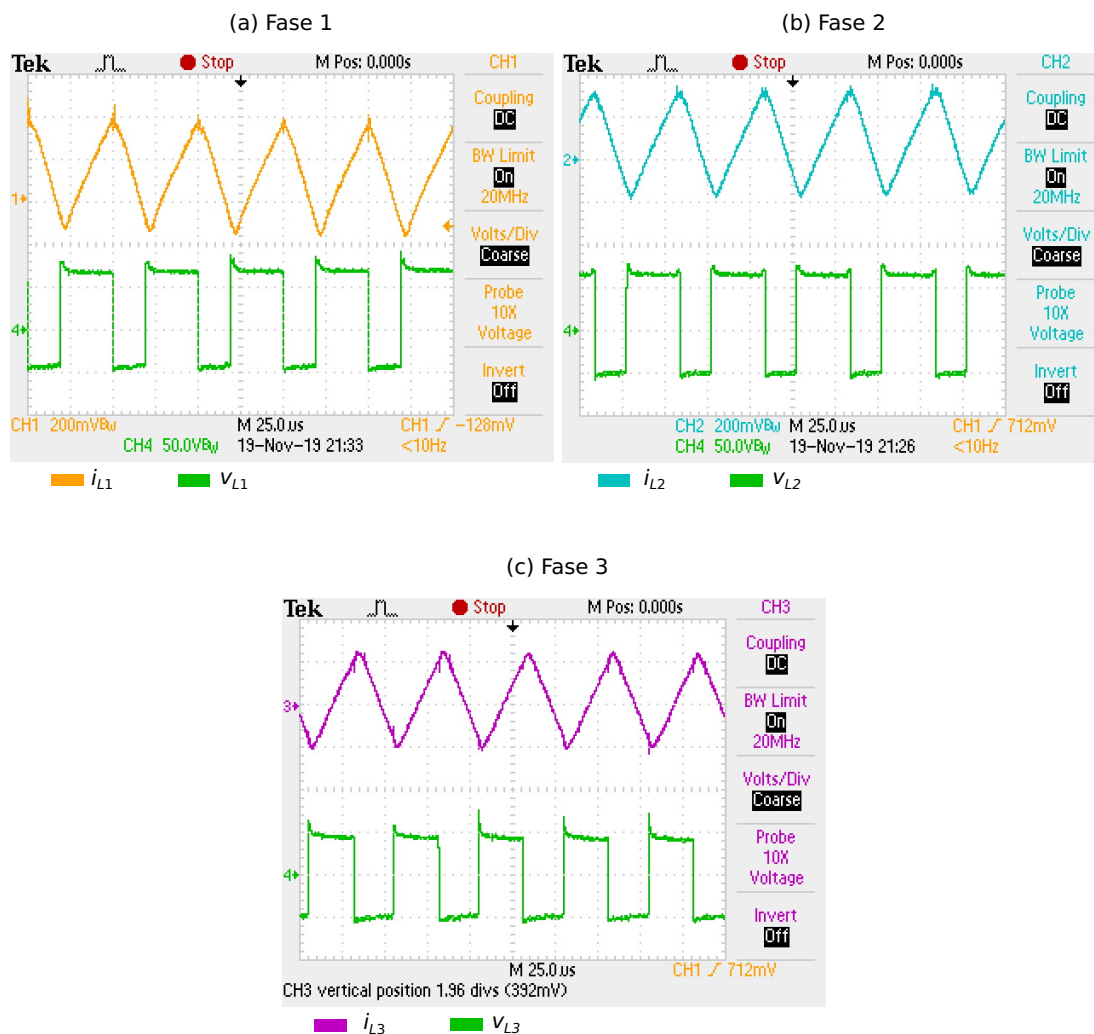 (a) Fase 1
Tek Stop M Pos: 0.000s CH1
Coupling
DC
BW Limit
On
20MHz
Volts/Div
Coarse
Probe
10X
Voltage
Invert
Off
1
4
CH1 200mVBW M 25.0µs CH1 -128mV
CH4 50.0VBW 19-Nov-19 21:33 <10Hz
iL1 vL1
(b) Fase 2
Tek Stop M Pos: 0.000s CH2
Coupling
DC
BW Limit
On
20MHz
Volts/Div
Coarse
Probe
10X
Voltage
Invert
Off
2
4
CH2 200mVBW M 25.0µs CH1 712mV
CH4 50.0VBW 19-Nov-19 21:26 <10Hz
iL2 vL2
(c) Fase 3
Tek Stop M Pos: 0.000s CH3
Coupling
DC
BW Limit
On
20MHz
Volts/Div
Coarse
Probe
10X
Voltage
Invert
Off
3
4
M 25.0µs CH1 712mV
CH3 vertical position 1.96 divs (392mV)
iL3 vL3